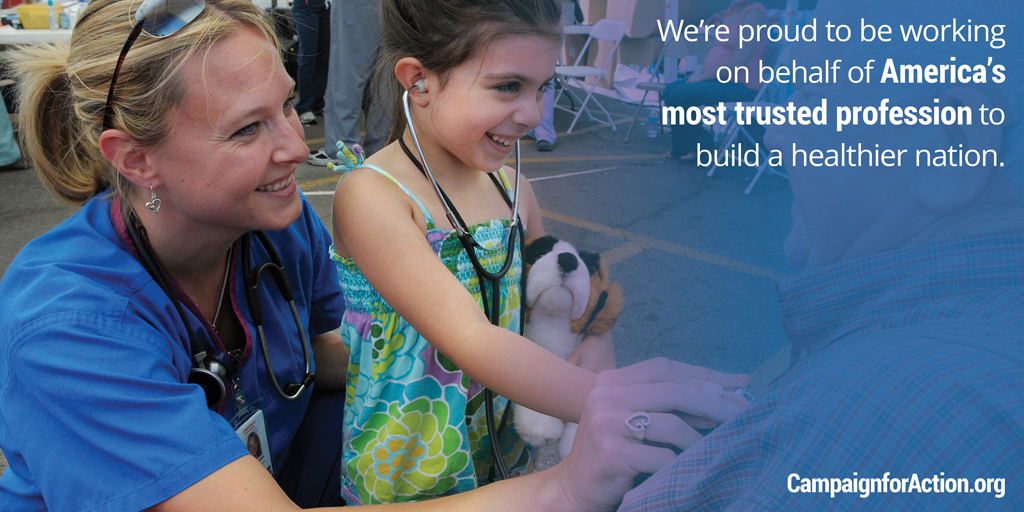 We’re proud to be working
on behalf of America’s
most trusted profession to
build a healthier nation.
CampaignforAction.org